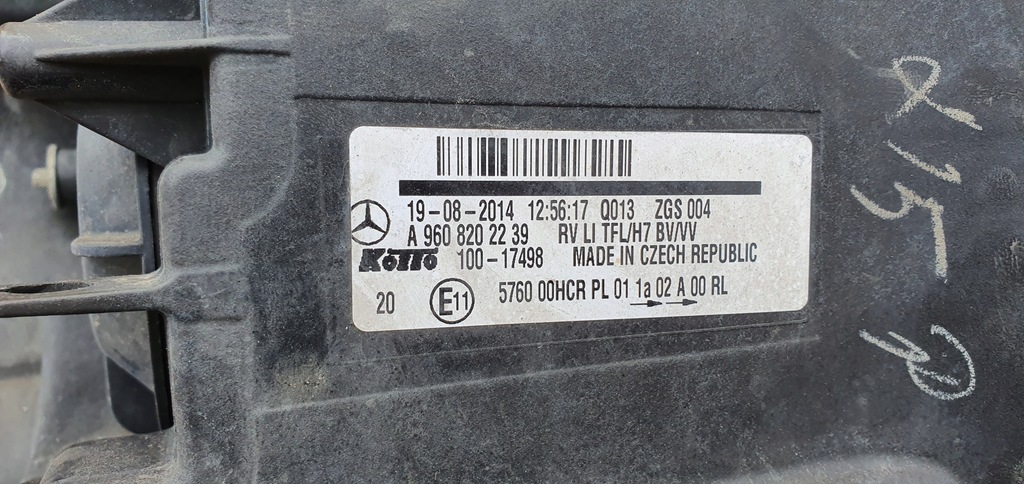 19-08-2014 12:56:17 Q013 ZGS 004
A 960 820 22 39 RV LI TFL/H7 BV/VV
KoTTo 100-17498 MADE IN CZECH REPUBLIC
20 E11 5760 00HCR PL 01 1a 02 A 00 RL